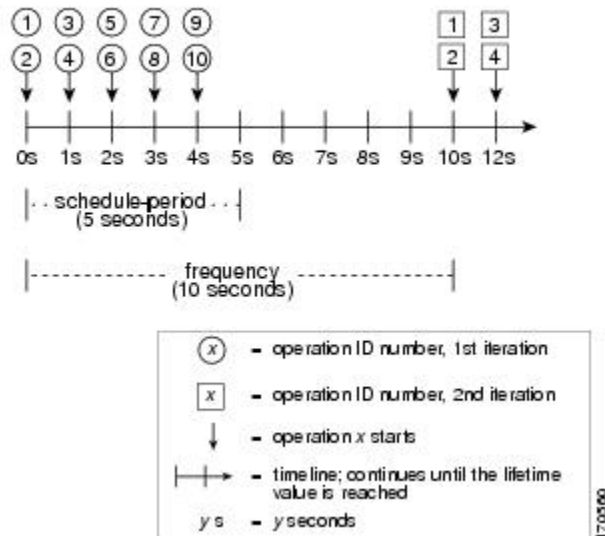 1 3 5 7 9 1 3
2 4 6 8 10 2 4
0s 1s 2s 3s 4s 5s 6s 7s 8s 9s 10s 12s
schedule-period
(5 seconds)
frequency
(10 seconds)
x = operation ID number, 1st iteration
x = operation ID number, 2nd iteration
= operation x starts
= timeline; continues until the lifetime
value is reached
y s = y seconds
170560